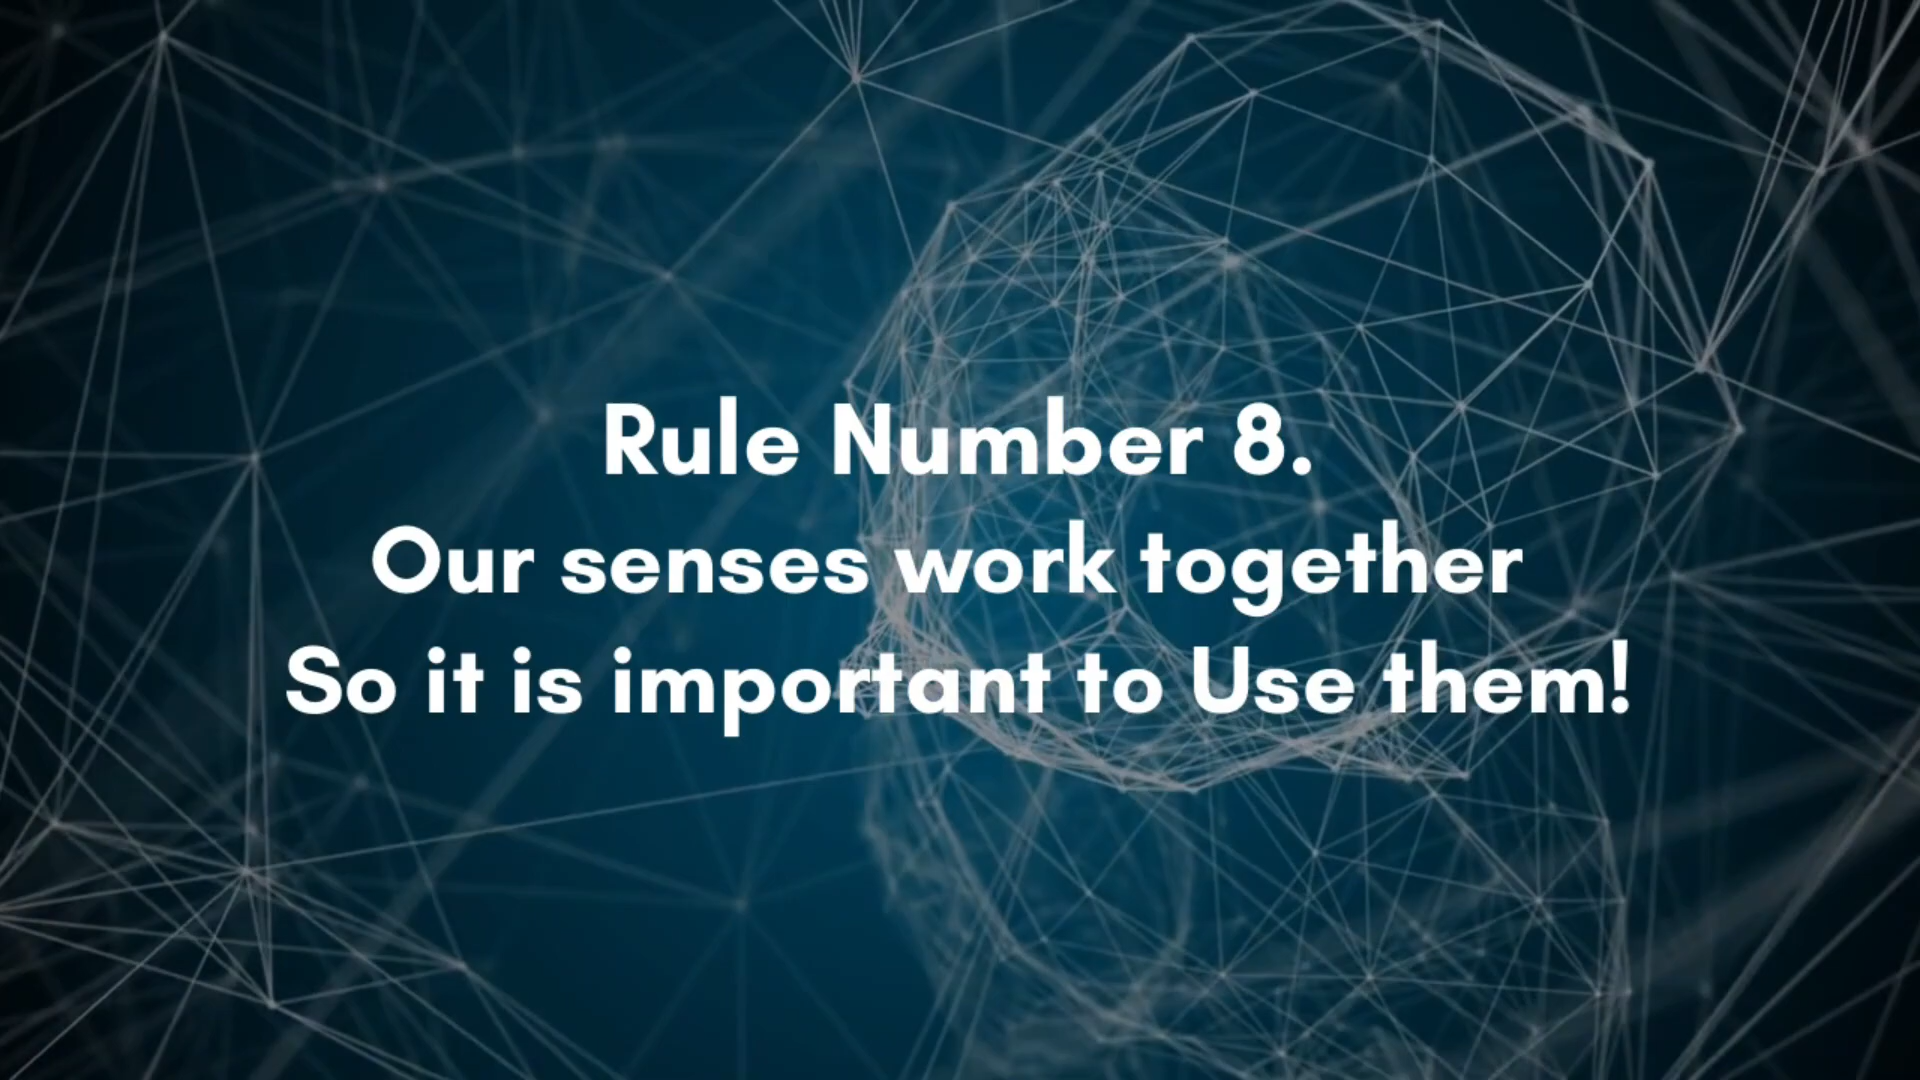 Rule Number 8.
Our senses work together
So it is important to Use them!